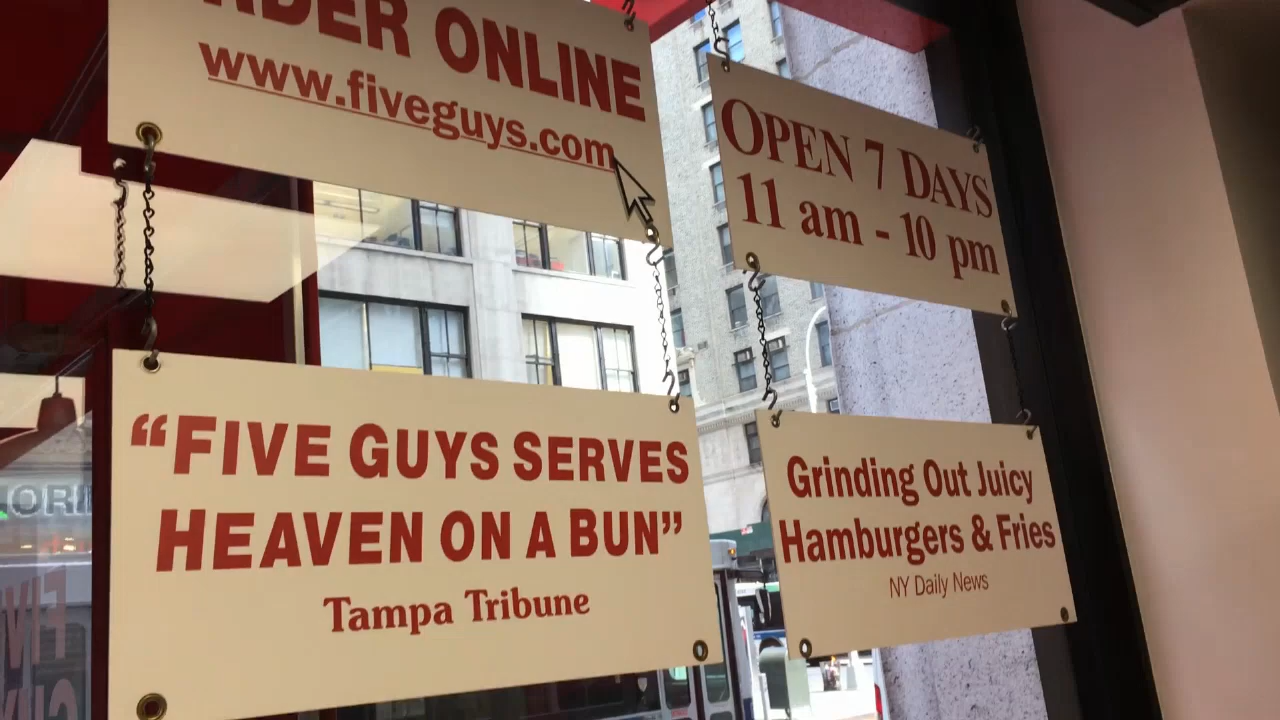 ORDER ONLINE
www.fiveguys.com
OPEN 7 DAYS
11 am - 10 pm
“FIVE GUYS SERVES
HEAVEN ON A BUN”
Tampa Tribune
Grinding Out Juicy
Hamburgers & Fries
NY Daily News